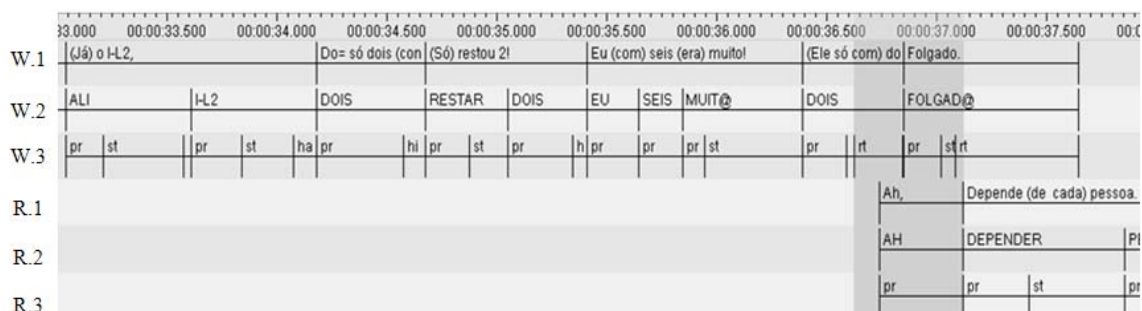 33.000 00:00:33.500 00:00:34.000 00:00:34.500 00:00:35.000 00:00:35.500 00:00:36.000 00:00:36.500 00:00:37.000 00:00:37.500 00:0
W.1 (Já) o I-L2, Do= só dois (con (Só) restou 2! Eu (com) seis (era) muito! (Ele só com) do Folgado.
W.2 ALI I-L2 DOIS RESTAR DOIS EU SEIS MUIT@ DOIS FOLGAD@
W.3 pr st pr st ha pr hi pr st pr h pr pr pr st pr rt pr st rt
R.1 Ah, Depende (de cada) pessoa.
R.2 AH DEPENDER PE
R.3 pr pr st pr